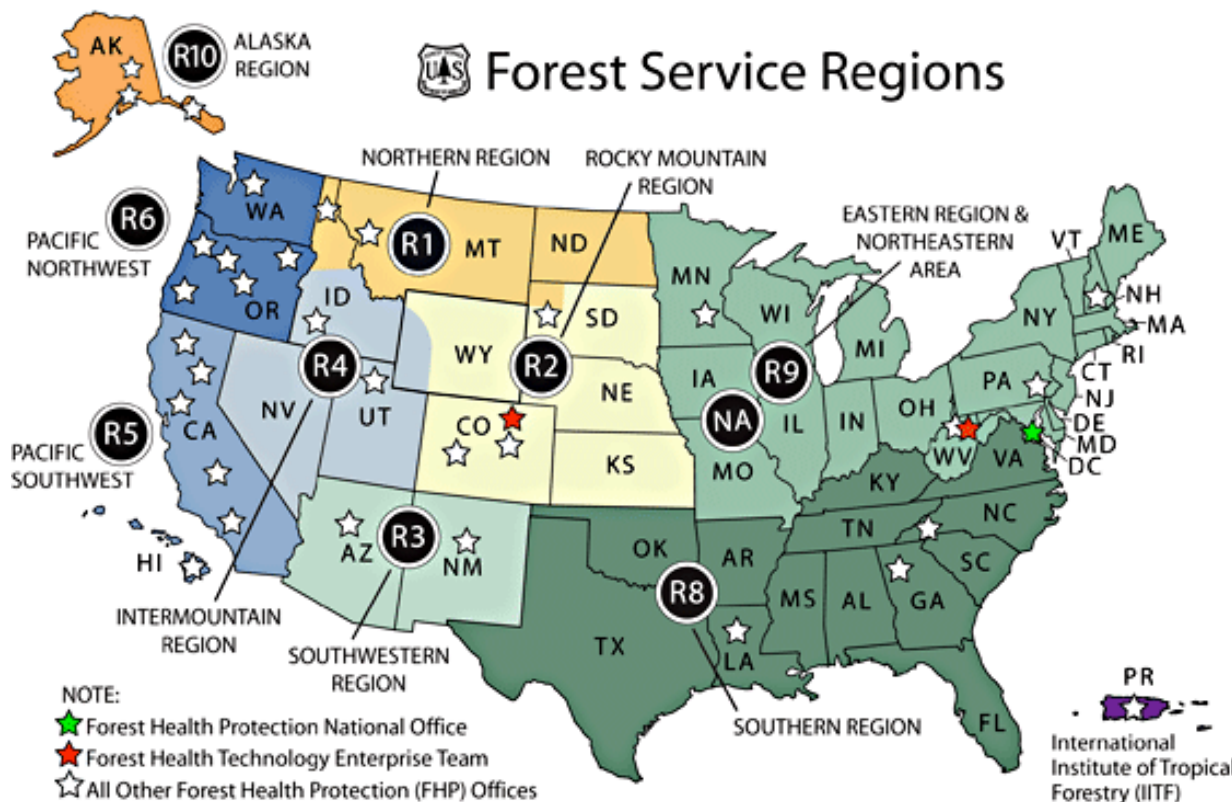 AK
R10
ALASKA
REGION
FOREST SERVICE
U S
Forest Service Regions
NORTHERN REGION
ROCKY MOUNTAIN
REGION
R6
PACIFIC
NORTHWEST
WA
OR
R1
MT
ND
EASTERN REGION &
NORTHEASTERN
AREA
VT
ME
MN
WI
MI
NY
NH
MA
RI
CT
NJ
DE
MD
DC
ID
R4
WY
R2
SD
NE
IA
R9
NA
IL
IN
OH
PA
R5
PACIFIC
SOUTHWEST
CA
NV
UT
CO
KS
MO
WV
VA
KY
HI
AZ
R3
NM
OK
AR
TN
NC
SC
R8
MS
AL
GA
TX
LA
FL
INTERMOUNTAIN
REGION
SOUTHWESTERN
REGION
SOUTHERN REGION
NOTE:
Forest Health Protection National Office
Forest Health Technology Enterprise Team
All Other Forest Health Protection (FHP) Offices
PR
International
Institute of Tropical
Forestry (IITF)